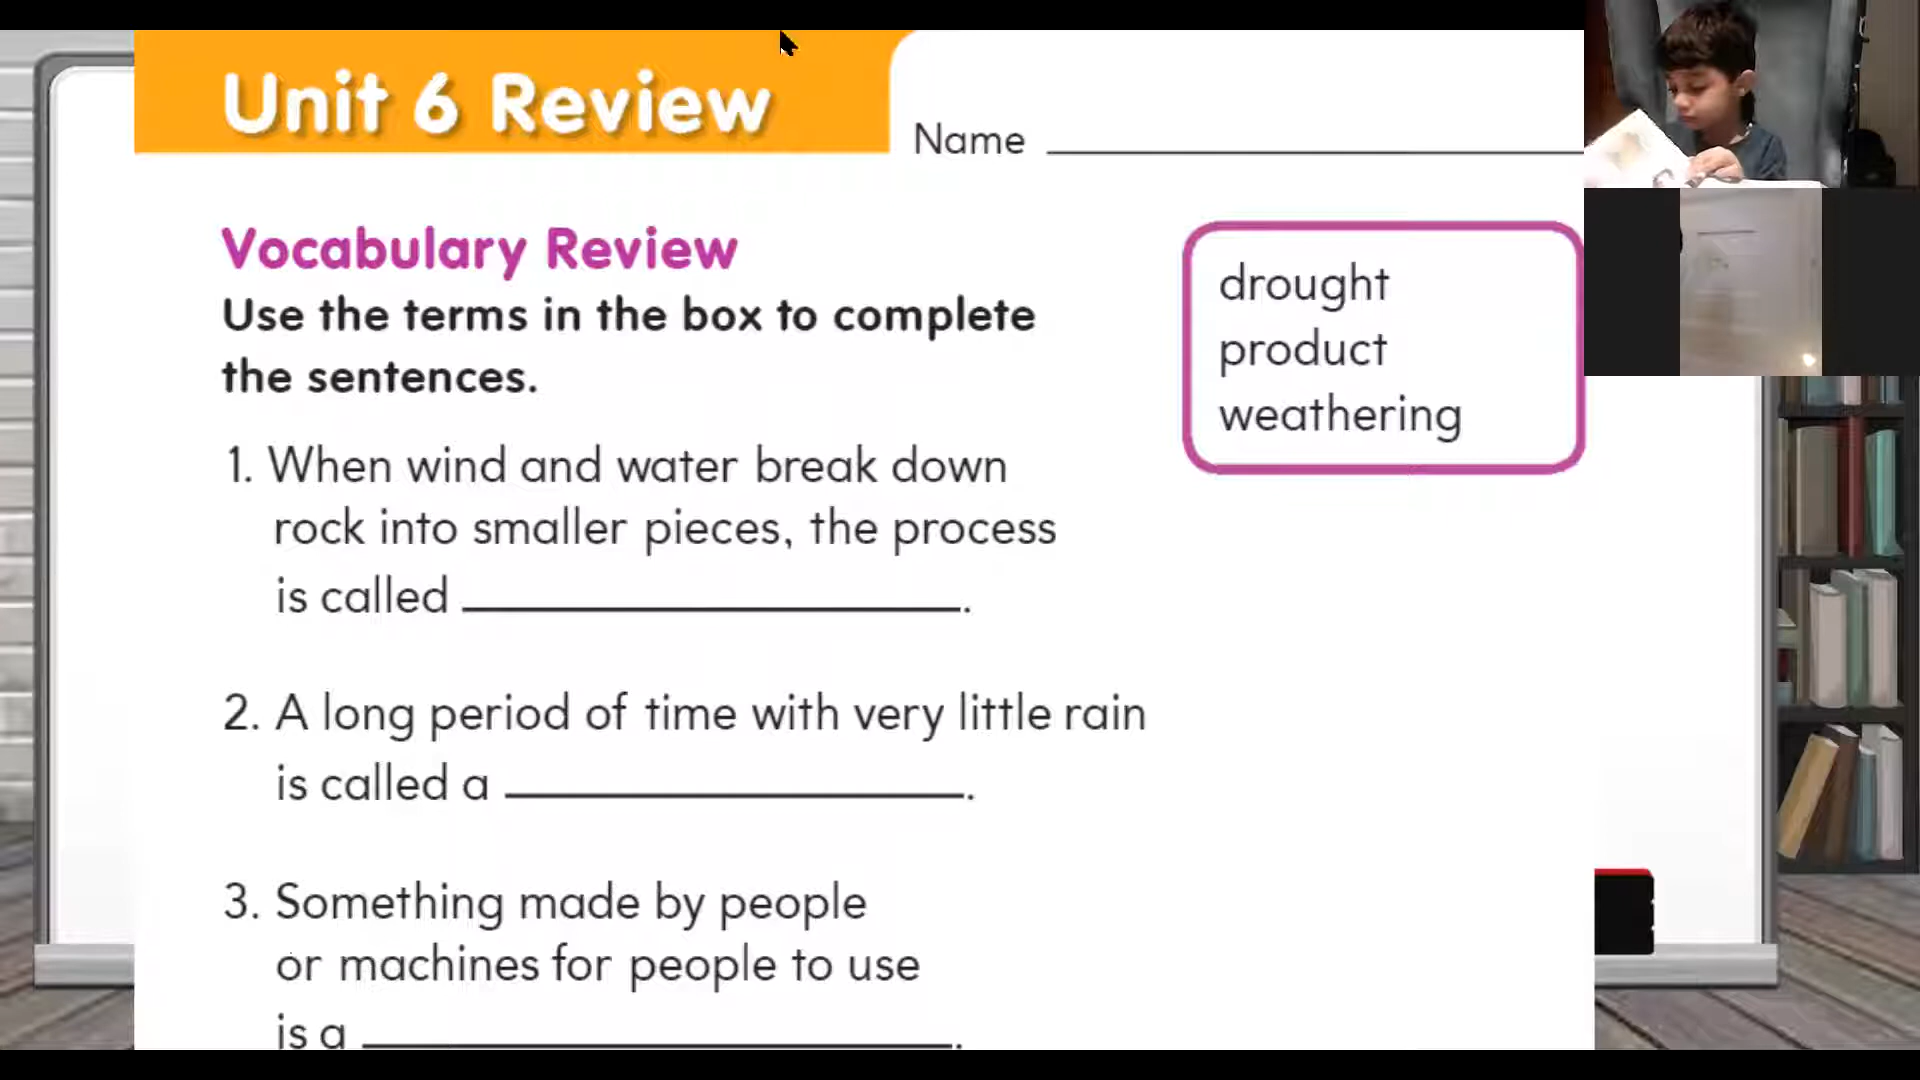 Unit 6 Review
Name
Vocabulary Review
Use the terms in the box to complete
the sentences.
drought
product
weathering
1. When wind and water break down
rock into smaller pieces, the process
is called .
2. A long period of time with very little rain
is called a .
3. Something made by people
or machines for people to use
is a .